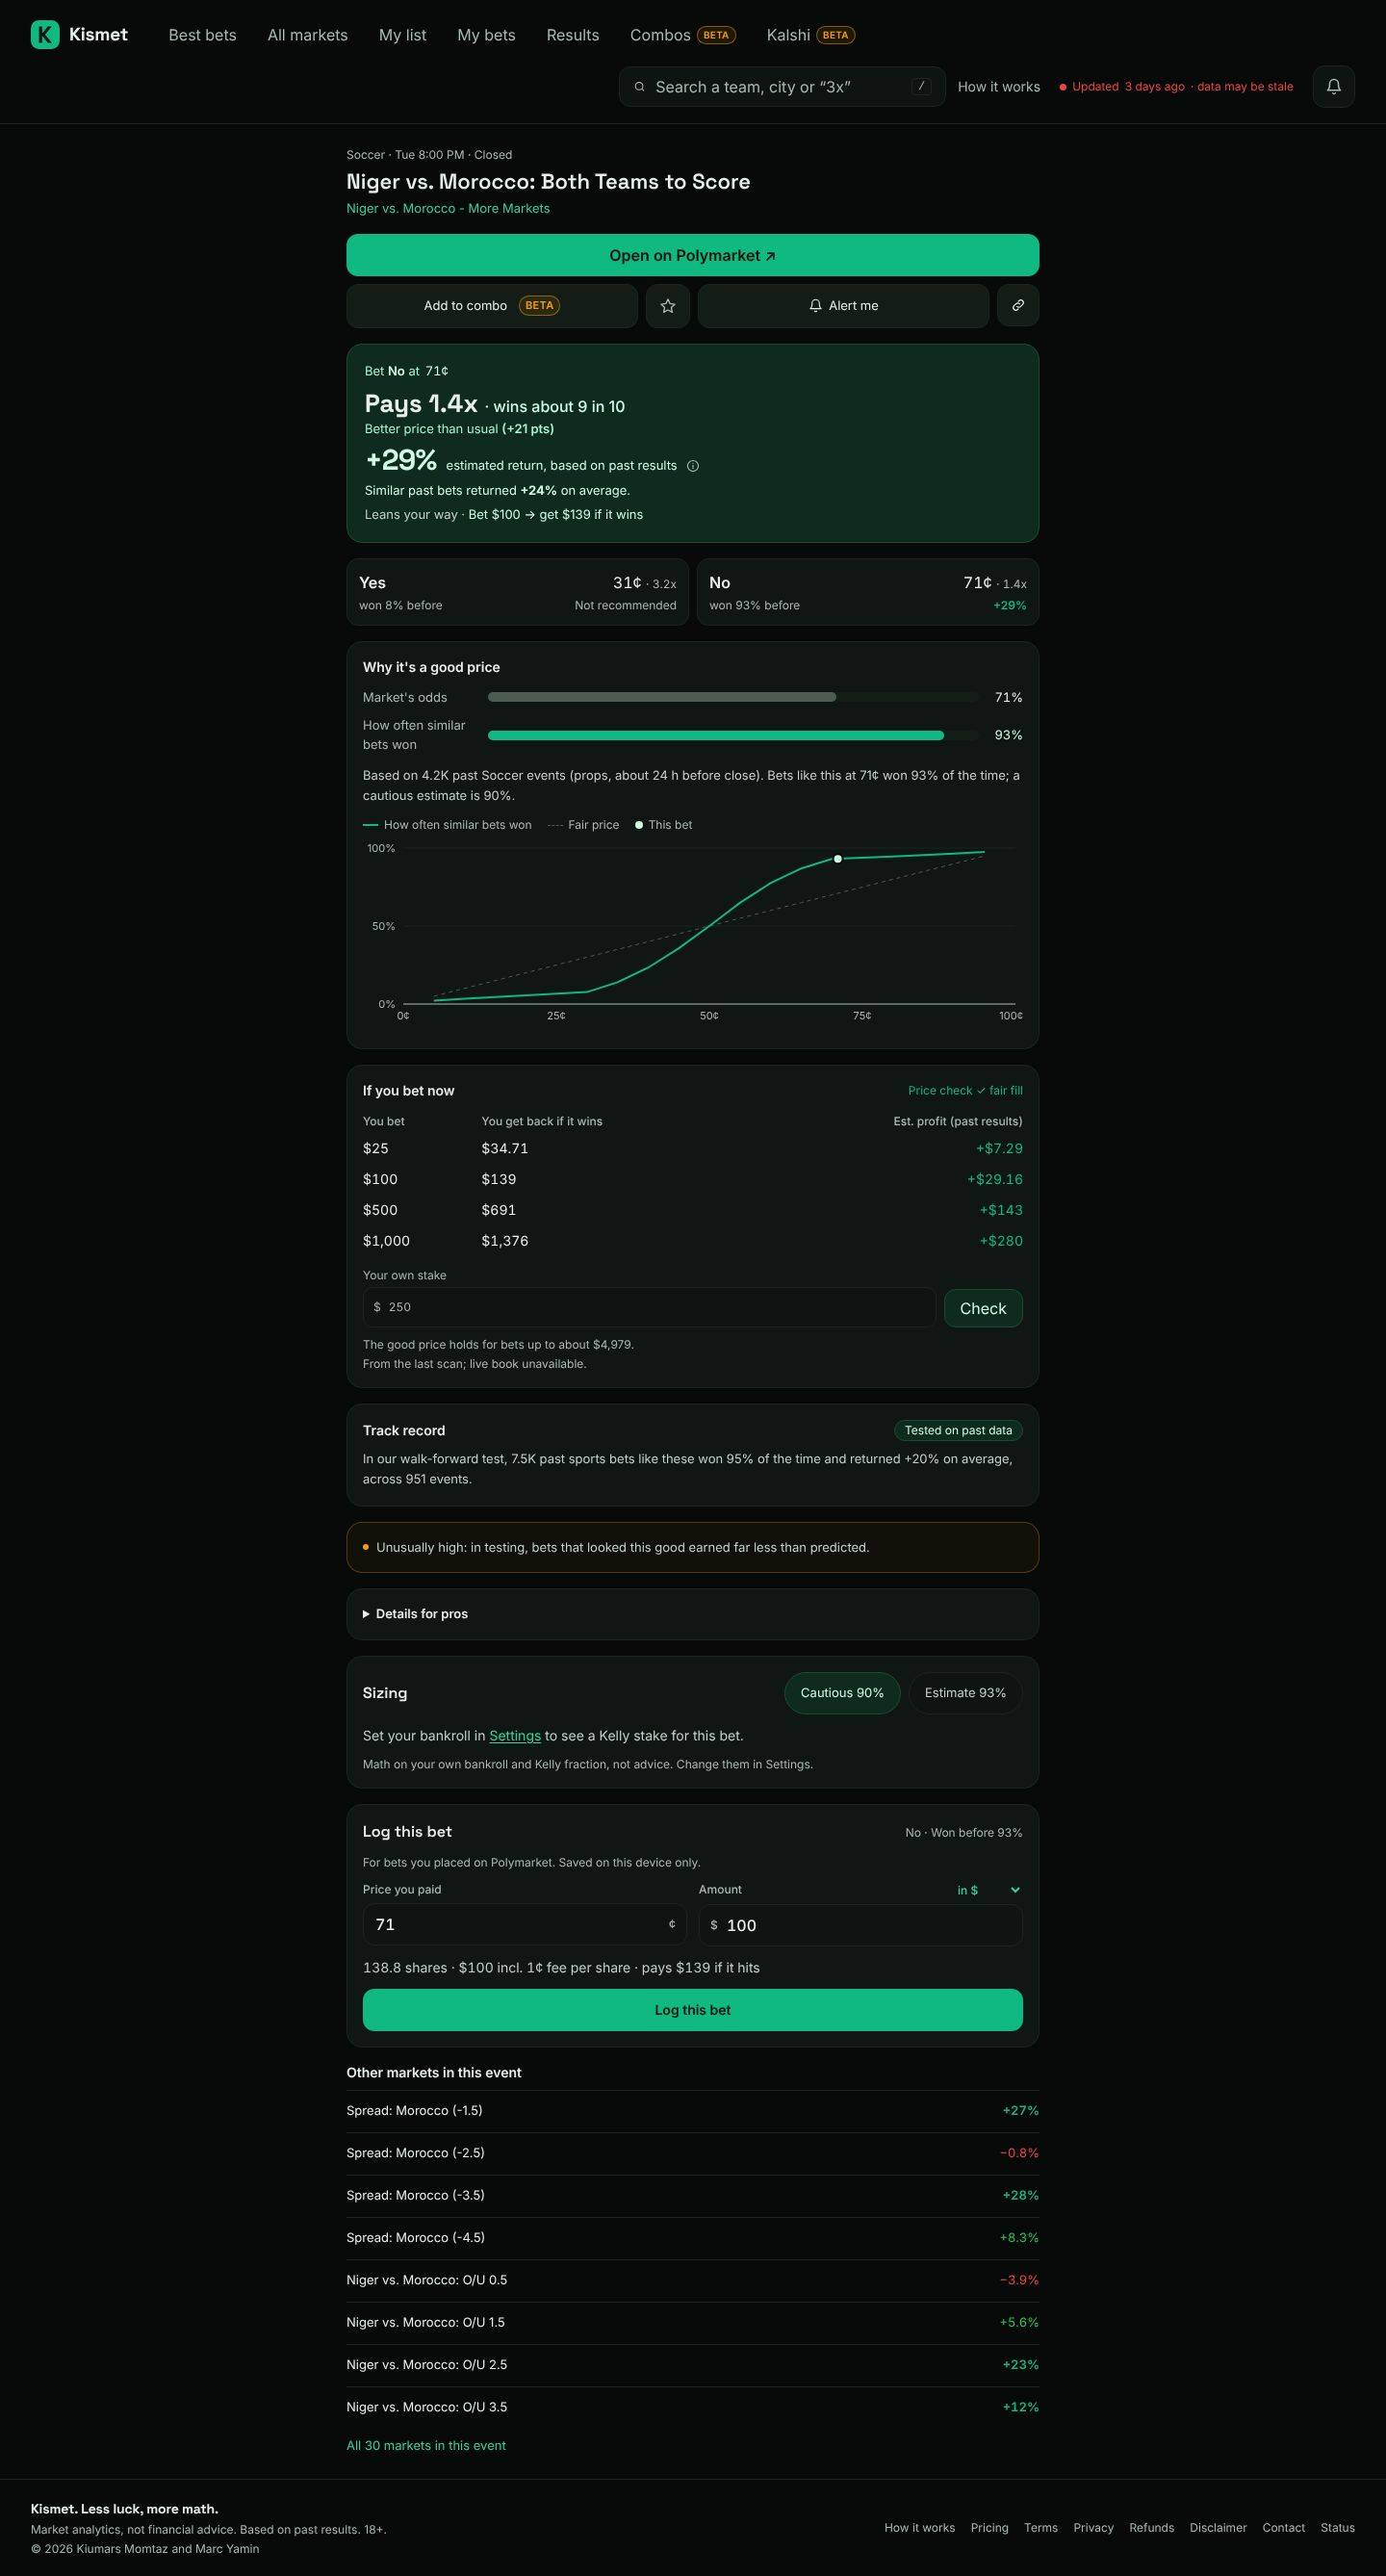 K Kismet Best bets All markets My list My bets Results Combos BETA Kalshi BETA
Search a team, city or “3x” / How it works Updated 3 days ago · data may be stale
Soccer · Tue 8:00 PM · Closed
Niger vs. Morocco: Both Teams to Score
Niger vs. Morocco - More Markets
Open on Polymarket ↗
Add to combo BETA Alert me
Bet No at 71¢
Pays 1.4x · wins about 9 in 10
Better price than usual (+21 pts)
+29% estimated return, based on past results
Similar past bets returned +24% on average.
Leans your way · Bet $100 → get $139 if it wins
Yes 31¢ · 3.2x
won 8% before Not recommended
No 71¢ · 1.4x
won 93% before +29%
Why it's a good price
Market's odds 71%
How often similar
bets won 93%
Based on 4.2K past Soccer events (props, about 24 h before close). Bets like this at 71¢ won 93% of the time; a
cautious estimate is 90%.
How often similar bets won Fair price This bet
100%
50%
0%
0¢ 25¢ 50¢ 75¢ 100¢
If you bet now Price check ✓ fair fill
You bet You get back if it wins Est. profit (past results)
$25 $34.71 +$7.29
$100 $139 +$29.16
$500 $691 +$143
$1,000 $1,376 +$280
Your own stake
$ 250 Check
The good price holds for bets up to about $4,979.
From the last scan; live book unavailable.
Track record Tested on past data
In our walk-forward test, 7.5K past sports bets like these won 95% of the time and returned +20% on average,
across 951 events.
Unusually high: in testing, bets that looked this good earned far less than predicted.
Details for pros
Sizing Cautious 90% Estimate 93%
Set your bankroll in Settings to see a Kelly stake for this bet.
Math on your own bankroll and Kelly fraction, not advice. Change them in Settings.
Log this bet No · Won before 93%
For bets you placed on Polymarket. Saved on this device only.
Price you paid Amount in $
71 ¢ $ 100
138.8 shares · $100 incl. 1¢ fee per share · pays $139 if it hits
Log this bet
Other markets in this event
Spread: Morocco (-1.5) +27%
Spread: Morocco (-2.5) −0.8%
Spread: Morocco (-3.5) +28%
Spread: Morocco (-4.5) +8.3%
Niger vs. Morocco: O/U 0.5 −3.9%
Niger vs. Morocco: O/U 1.5 +5.6%
Niger vs. Morocco: O/U 2.5 +23%
Niger vs. Morocco: O/U 3.5 +12%
All 30 markets in this event
Kismet. Less luck, more math.
Market analytics, not financial advice. Based on past results. 18+.
© 2026 Kiumars Momtaz and Marc Yamin
How it works Pricing Terms Privacy Refunds Disclaimer Contact Status